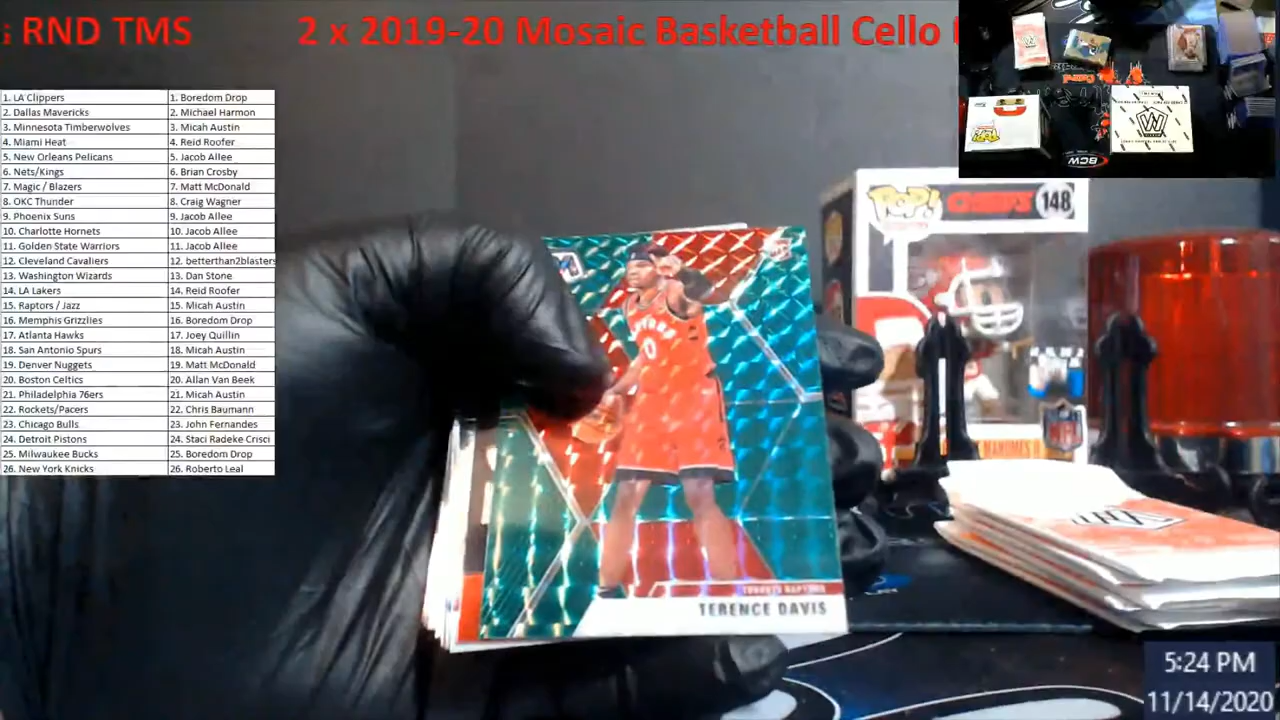 RND TMS 2 x 2019-20 Mosaic Basketball Cello
1. LA Clippers 1. Boredom Drop
2. Dallas Mavericks 2. Michael Harmon
3. Minnesota Timberwolves 3. Micah Austin
4. Miami Heat 4. Reid Roofer
5. New Orleans Pelicans 5. Jacob Allee
6. Nets/Kings 6. Brian Crosby
7. Magic / Blazers 7. Matt McDonald
8. OKC Thunder 8. Craig Wagner
9. Phoenix Suns 9. Jacob Allee
10. Charlotte Hornets 10. Jacob Allee
11. Golden State Warriors 11. Jacob Allee
12. Cleveland Cavaliers 12. betterthan2blasters
13. Washington Wizards 13. Dan Stone
14. LA Lakers 14. Reid Roofer
15. Raptors / Jazz 15. Micah Austin
16. Memphis Grizzlies 16. Boredom Drop
17. Atlanta Hawks 17. Joey Quillin
18. San Antonio Spurs 18. Micah Austin
19. Denver Nuggets 19. Matt McDonald
20. Boston Celtics 20. Allan Van Beek
21. Philadelphia 76ers 21. Micah Austin
22. Rockets/Pacers 22. Chris Baumann
23. Chicago Bulls 23. John Fernandes
24. Detroit Pistons 24. Staci Radeke Crisci
25. Milwaukee Bucks 25. Boredom Drop
26. New York Knicks 26. Roberto Leal
BCW
POP!
CHIEFS
148
NFL
0
TORONTO RAPTORS
TERENCE DAVIS
5:24 PM
11/14/2020